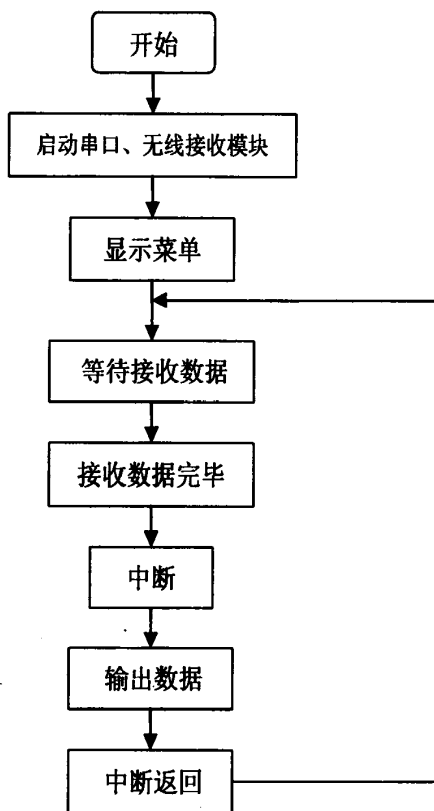 开始
启动串口、无线接收模块
显示菜单
等待接收数据
接收数据完毕
中断
输出数据
中断返回